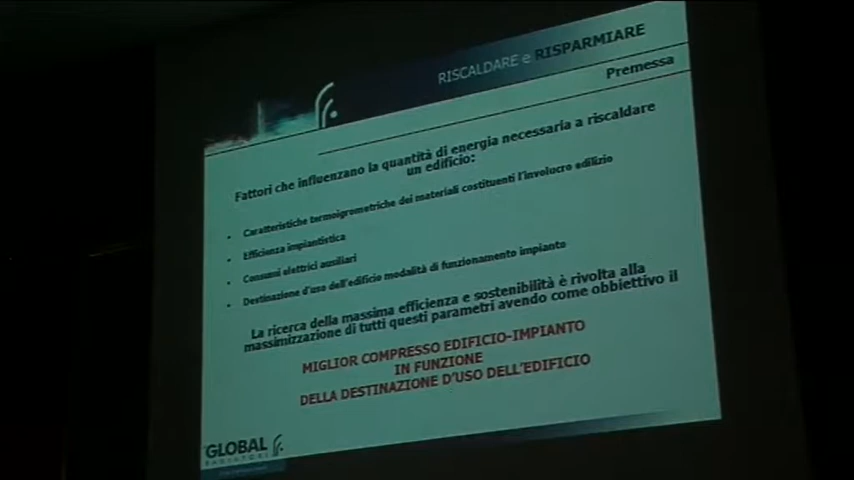 RISCALDARE e RISPARMIARE
Premessa
Fattori che influenzano la quantità di energia necessaria a riscaldare
un edificio:
Caratteristiche termoigrometriche dei materiali costituenti l'involucro edilizio
Efficienza impiantistica
Consumi elettrici ausiliari
Destinazione d'uso dell'edificio modalità di funzionamento impianto
La ricerca della massima efficienza e sostenibilità è rivolta alla
massimizzazione di tutti questi parametri avendo come obbiettivo il
MIGLIOR COMPRESSO EDIFICIO-IMPIANTO
IN FUNZIONE
DELLA DESTINAZIONE D'USO DELL'EDIFICIO
GLOBAL
RADIATORI